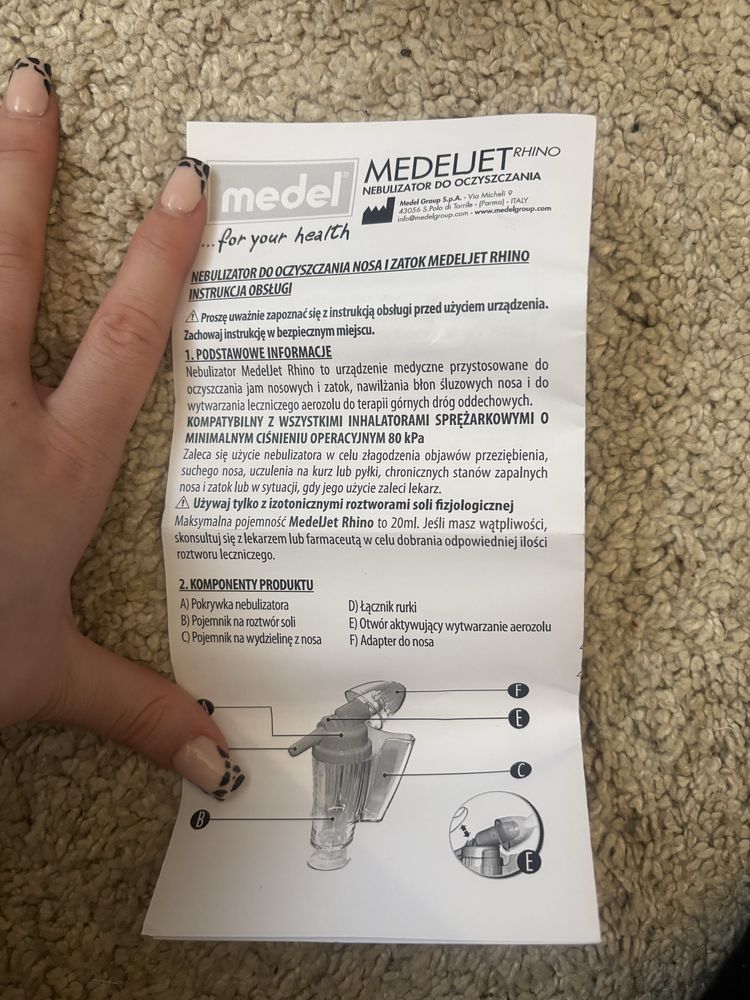 medel®
...for your health
MEDELJET RHINO
NEBULIZATOR DO OCZYSZCZANIA
Medel Group S.p.A. - Via Micheli 9
43056 S.Polo di Torrile - (Parma) - ITALY
info@medelgroup.com - www.medelgroup.com
NEBULIZATOR DO OCZYSZCZANIA NOSA I ZATOK MEDELJET RHINO
INSTRUKCJA OBSŁUGI
Proszę uważnie zapoznać się z instrukcją obsługi przed użyciem urządzenia.
Zachowaj instrukcję w bezpiecznym miejscu.
1. PODSTAWOWE INFORMACJE
Nebulizator MedelJet Rhino to urządzenie medyczne przystosowane do
oczyszczania jam nosowych i zatok, nawilżania błon śluzowych nosa i do
wytwarzania leczniczego aerozolu do terapii górnych dróg oddechowych.
KOMPATYBILNY Z WSZYSTKIMI INHALATORAMI SPRĘŻARKOWYMI O
MINIMALNYM CIŚNIENIU OPERACYJNYM 80 kPa
Zaleca się użycie nebulizatora w celu złagodzenia objawów przeziębienia,
suchego nosa, uczulenia na kurz lub pyłki, chronicznych stanów zapalnych
nosa i zatok lub w sytuacji, gdy jego użycie zaleci lekarz.
Używaj tylko z izotonicznymi roztworami soli fizjologicznej
Maksymalna pojemność MedelJet Rhino to 20ml. Jeśli masz wątpliwości,
skonsultuj się z lekarzem lub farmaceutą w celu dobrania odpowiedniej ilości
roztworu leczniczego.
2. KOMPONENTY PRODUKTU
A) Pokrywka nebulizatora
B) Pojemnik na roztwór soli
C) Pojemnik na wydzielinę z nosa
D) Łącznik rurki
E) Otwór aktywujący wytwarzanie aerozolu
F) Adapter do nosa
A
F
E
C
B
E